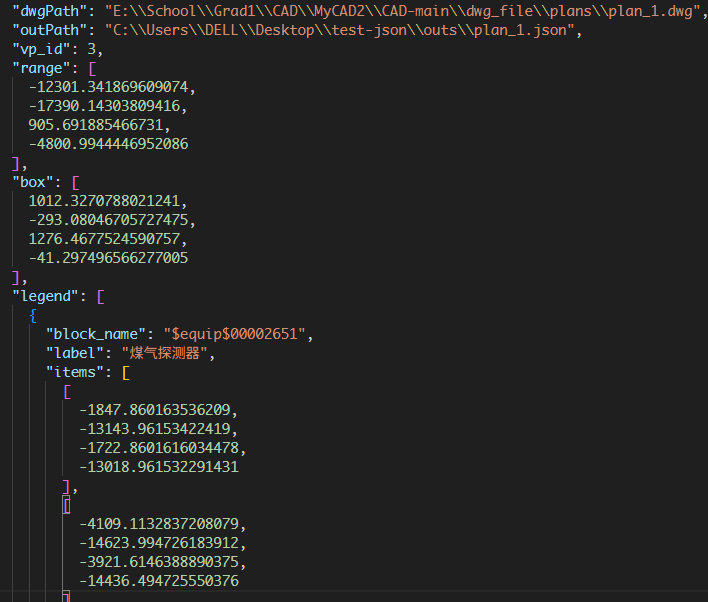 "dwgPath": "E:\\School\\Grad1\\CAD\\MyCAD2\\CAD-main\\dwg_file\\plans\\plan_1.dwg",
"outPath": "C:\\Users\\DELL\\Desktop\\test-json\\outs\\plan_1.json",
"vp_id": 3,
"range": [
-12301.341869609074,
-17390.14303809416,
905.691885466731,
-4800.9944446952086
],
"box": [
1012.3270788021241,
-293.08046705727475,
1276.4677524590757,
-41.297496566277005
],
"legend": [
{
"block_name": "$equip$00002651",
"label": "煤气探测器",
"items": [
[
-1847.860163536209,
-13143.96153422419,
-1722.8601616034478,
-13018.961532291431
],
[
-4109.1132837208079,
-14623.994726183912,
-3921.6146388890375,
-14436.494725550376
]